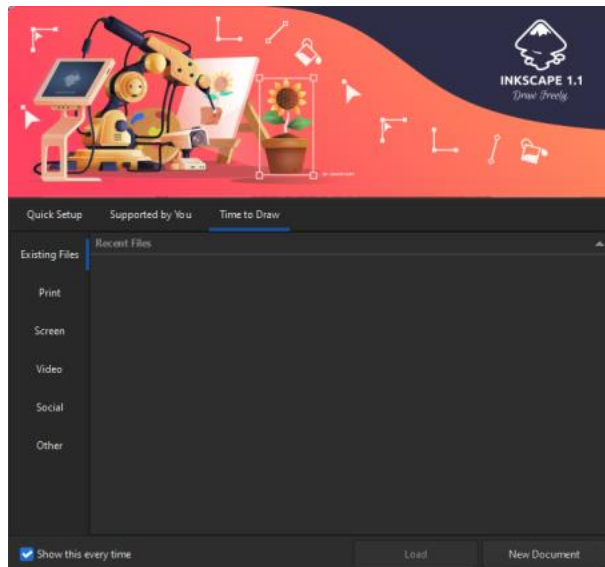 INKSCAPE 1.1
Draw Freely.
Quick Setup
Supported by You
Time to Draw
Existing Files
Recent Files
Print
Screen
Video
Social
Other
Show this every time
Load
New Document